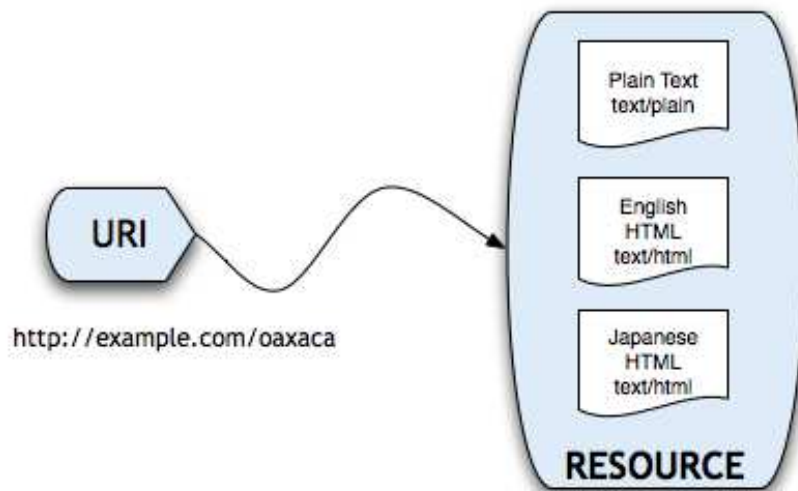 URI
http://example.com/oaxaca
Plain Text
text/plain
English
HTML
text/html
Japanese
HTML
text/html
RESOURCE